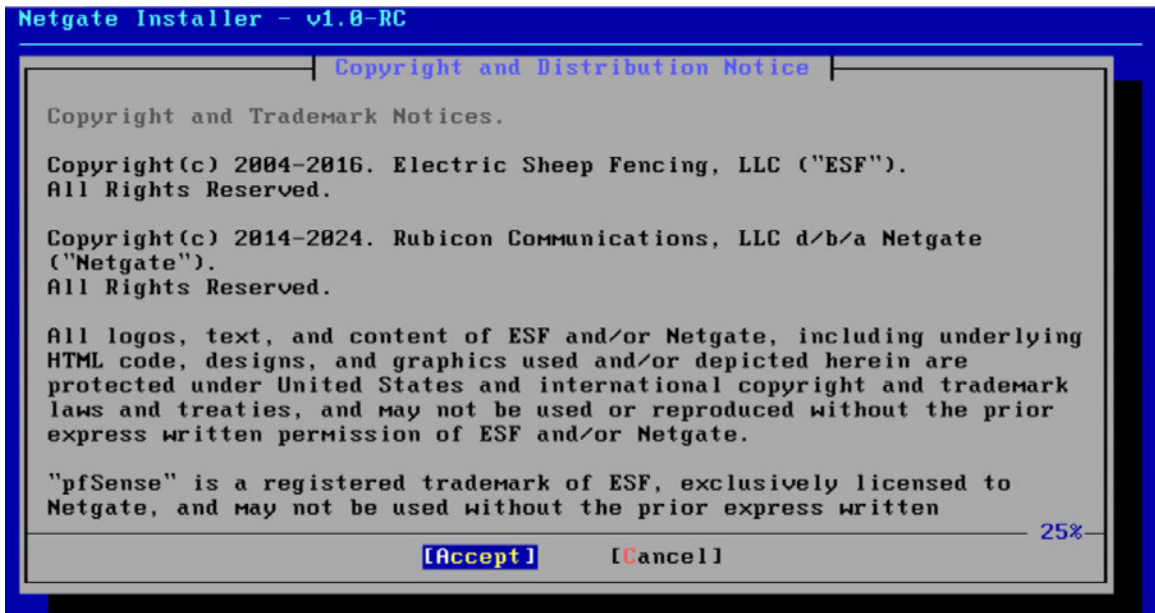 Netgate Installer - v1.0-RC
Copyright and Distribution Notice
Copyright and Trademark Notices.
Copyright(c) 2004-2016. Electric Sheep Fencing, LLC ("ESF").
All Rights Reserved.
Copyright(c) 2014-2024. Rubicon Communications, LLC d/b/a Netgate
("Netgate").
All Rights Reserved.
All logos, text, and content of ESF and/or Netgate, including underlying
HTML code, designs, and graphics used and/or depicted herein are
protected under United States and international copyright and trademark
laws and treaties, and may not be used or reproduced without the prior
express written permission of ESF and/or Netgate.
"pfSense" is a registered trademark of ESF, exclusively licensed to
Netgate, and may not be used without the prior express written
25%
[Accept] [Cancel]